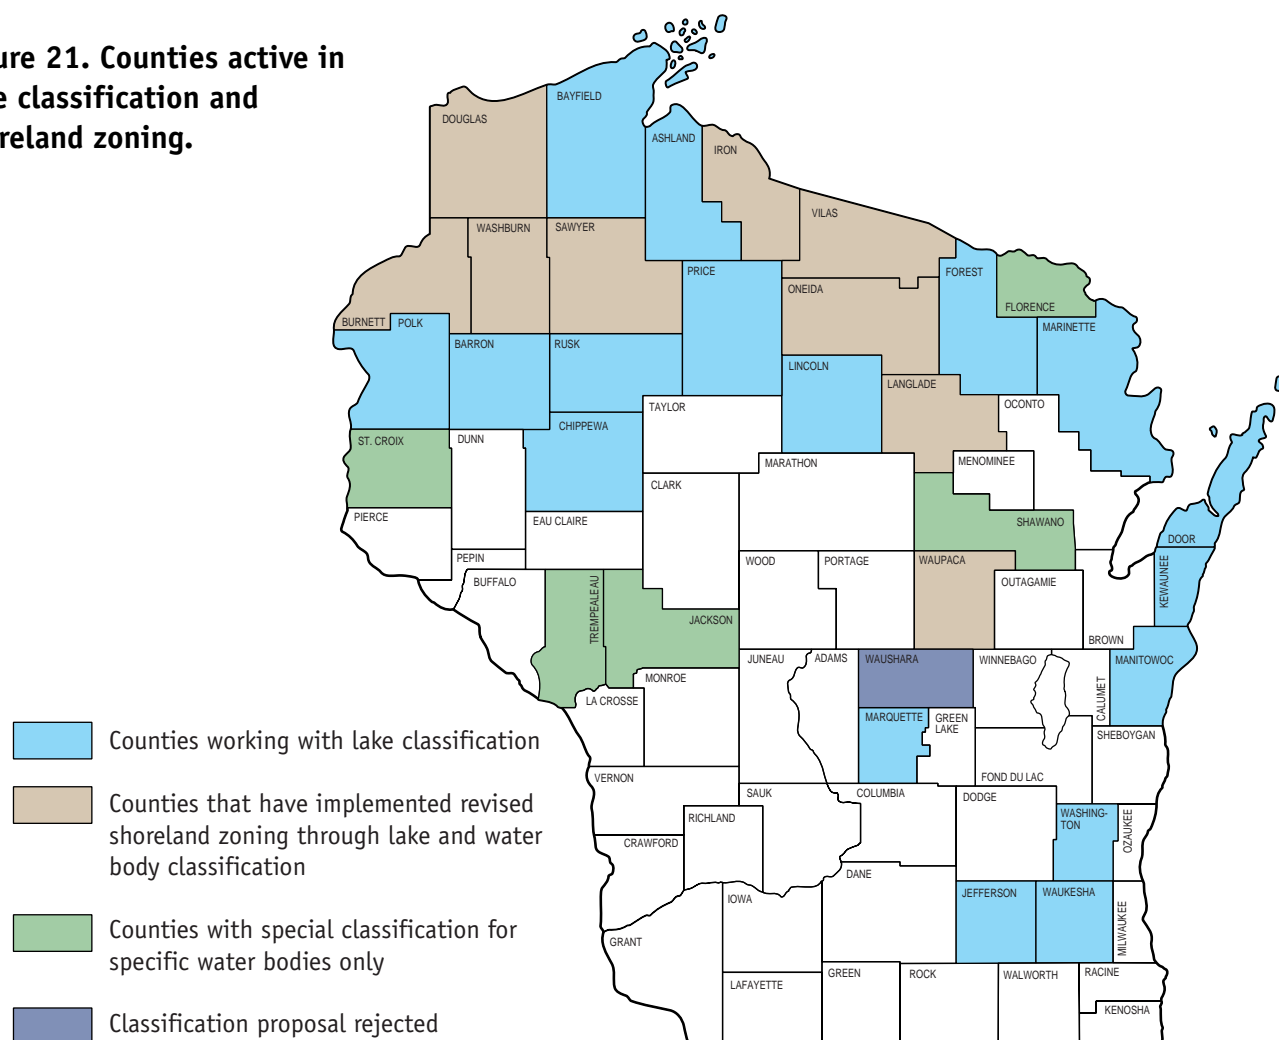 ure 21. Counties active in
e classification and
reland zoning.
BAYFIELD
DOUGLAS
ASHLAND
IRON
VILAS
WASHBURN
SAWYER
PRICE
FOREST
ONEIDA
FLORENCE
BURNETT
POLK
MARINETTE
BARRON
RUSK
LINCOLN
LANGLADE
TAYLOR
OCONTO
CHIPPEWA
ST. CROIX
DUNN
MARATHON
MENOMINEE
CLARK
PIERCE
EAU CLAIRE
SHAWANO
DOOR
PEPIN
WOOD
PORTAGE
WAUPACA
BUFFALO
TREMPEALEAU
OUTAGAMIE
KEWAUNEE
JACKSON
BROWN
JUNEAU
ADAMS
WAUSHARA
WINNEBAGO
MANITOWOC
MONROE
CALUMET
LA CROSSE
MARQUETTE
GREEN
LAKE
SHEBOYGAN
Counties working with lake classification
VERNON
FOND DU LAC
SAUK
COLUMBIA
DODGE
Counties that have implemented revised
shoreland zoning through lake and water
body classification
RICHLAND
WASHING-
TON
OZAUKEE
CRAWFORD
DANE
IOWA
JEFFERSON
WAUKESHA
MILWAUKEE
Counties with special classification for
specific water bodies only
GRANT
GREEN
ROCK
WALWORTH
RACINE
LAFAYETTE
KENOSHA
Classification proposal rejected